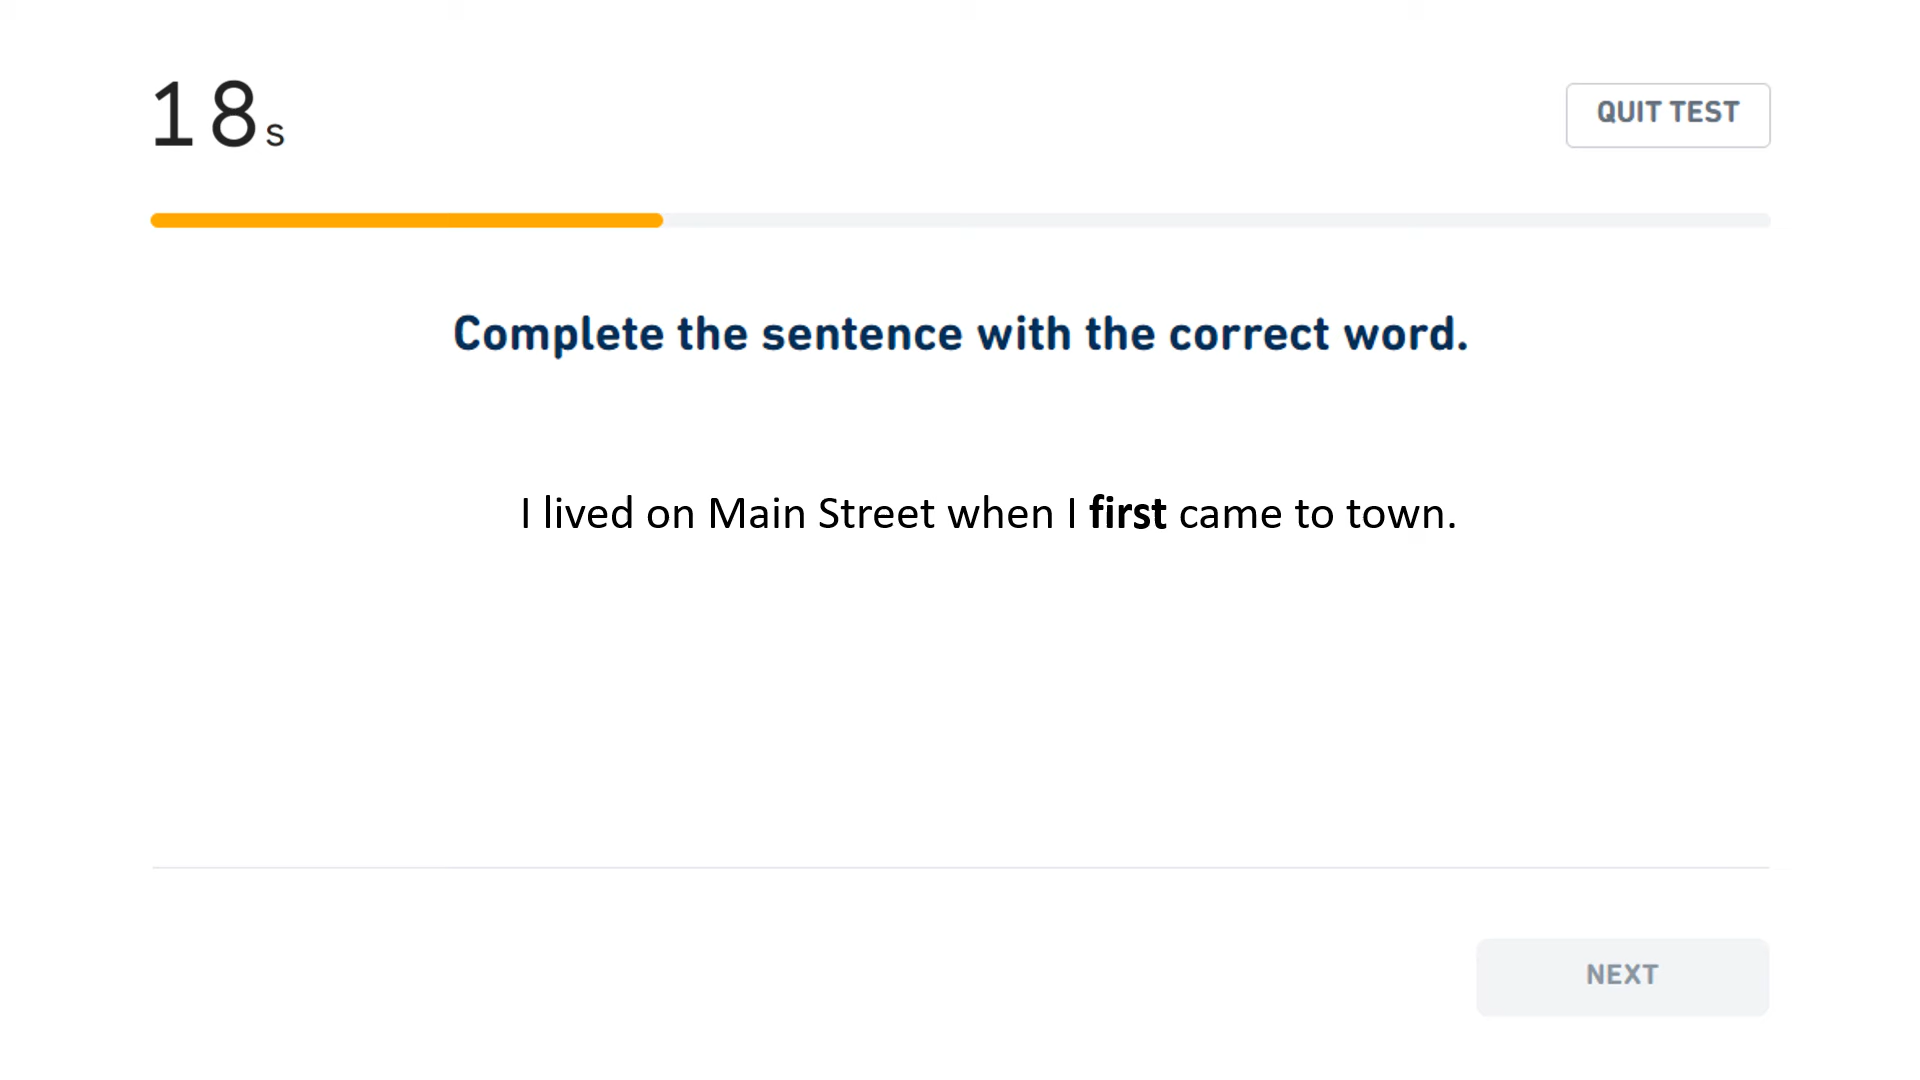 18s
QUIT TEST
Complete the sentence with the correct word.
I lived on Main Street when I first came to town.
NEXT